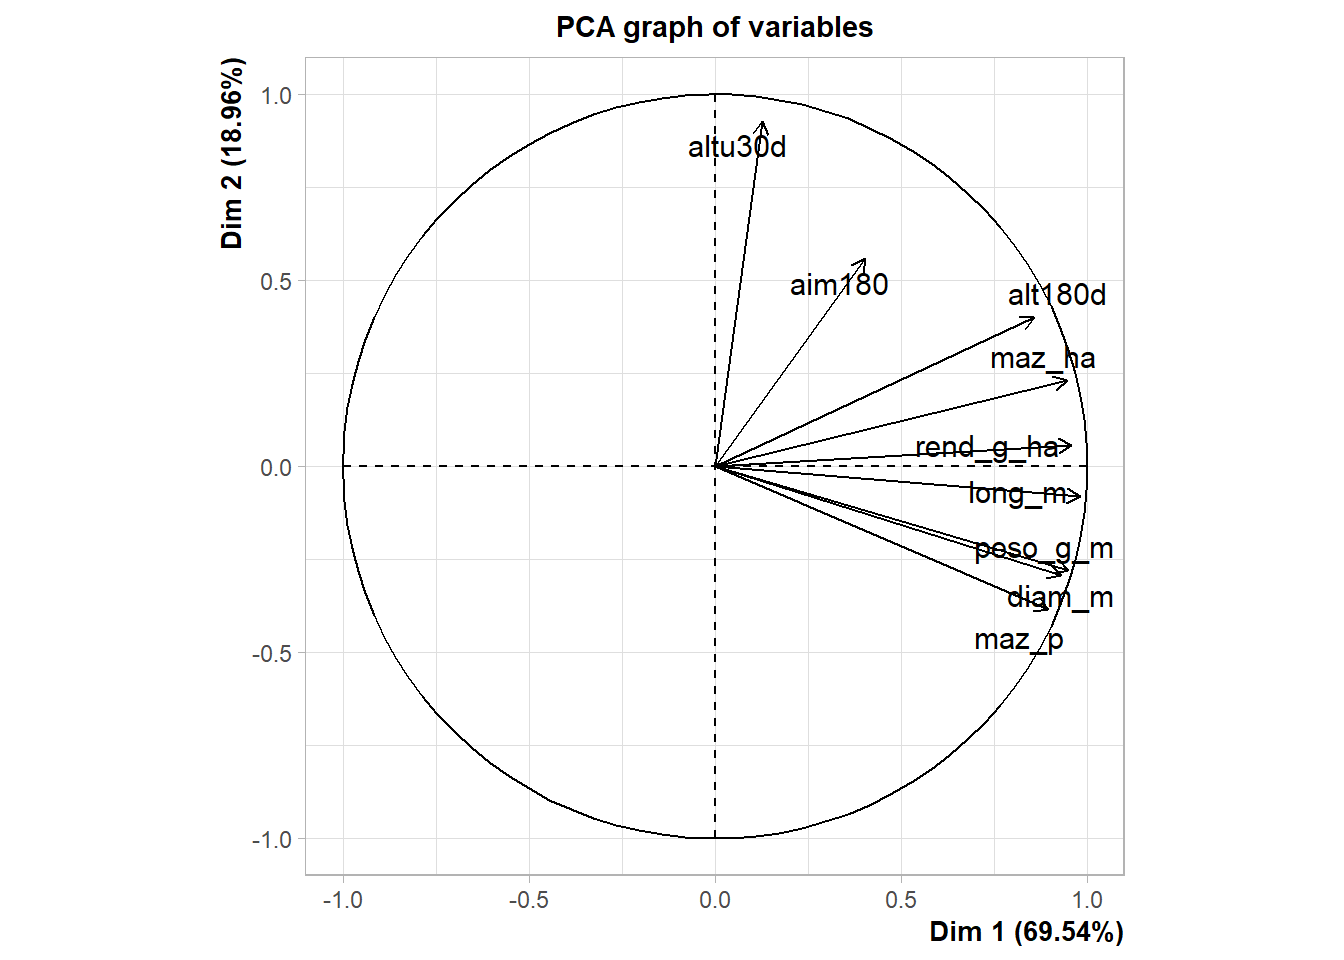 PCA graph of variables
Dim 2 (18.96%)
1.0
0.5
0.0
-0.5
-1.0
altu30d
aim180
alt180d
maz_ha
rend_g_ha
long_m
peso_g_m
diam_m
maz_p
-1.0
-0.5
0.0
0.5
1.0
Dim 1 (69.54%)